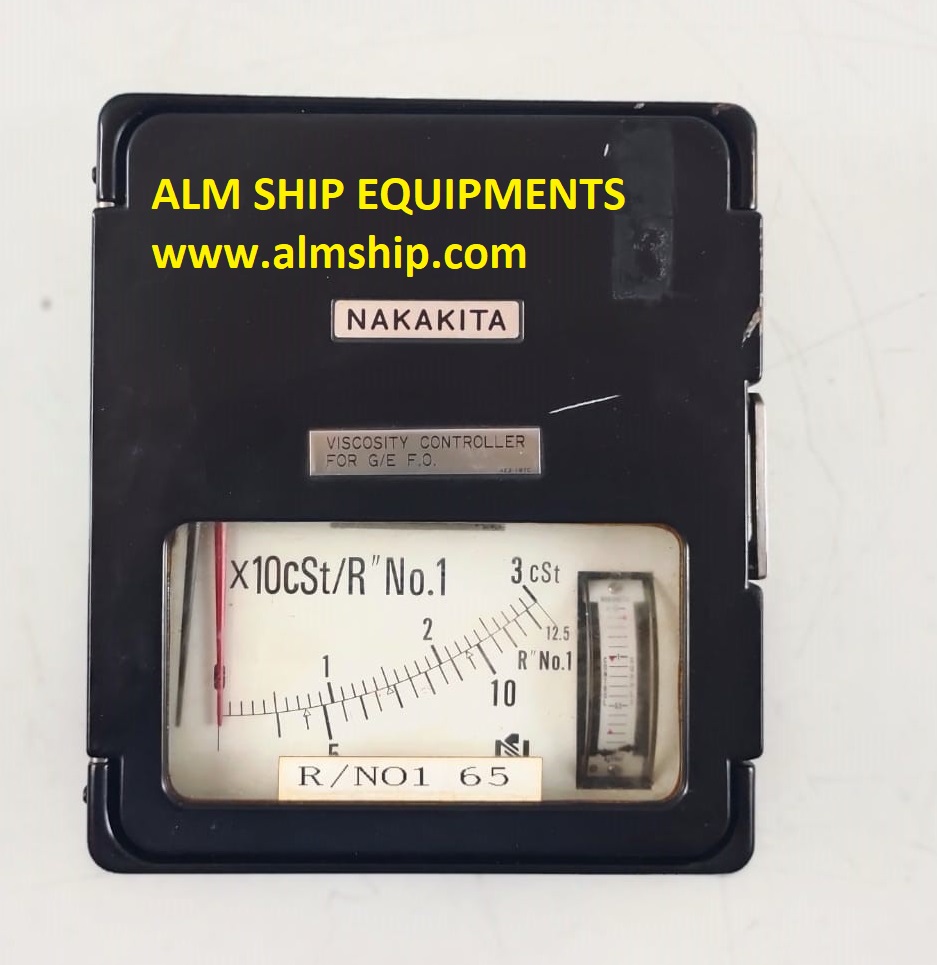 ALM SHIP EQUIPMENTS
www.almship.com
NAKAKITA
VISCOSITY CONTROLLER
FOR G/E F.O.
x10cSt/R″No.1
3 cSt
2
12.5
1
R″No.1
10
5
R/NO1 65